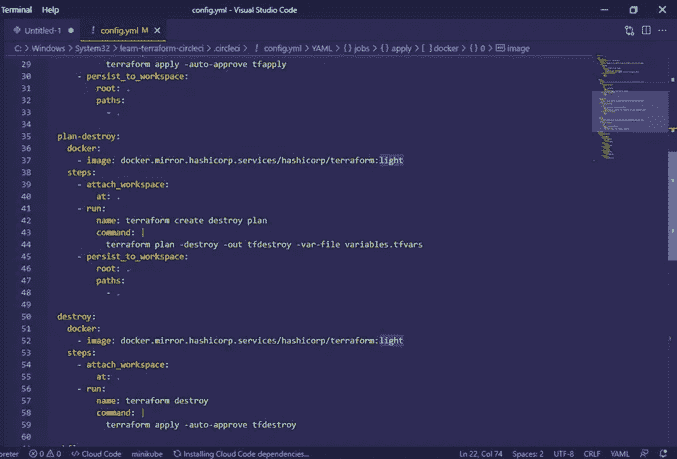 Terminal Help config.yml - Visual Studio Code
Untitled-1 config.yml M
C: > Windows > System32 > learn-terraform-circleci > .circleci > ! config.yml > YAML > {} jobs > {} apply > [ ] docker > {} 0 > image
29 terraform apply -auto-approve tfapply
30 - persist_to_workspace:
31 root: .
32 paths:
33 - .
34
35 plan-destroy:
36 docker:
37 - image: docker.mirror.hashicorp.services/hashicorp/terraform:light
38 steps:
39 - attach_workspace:
40 at: .
41 - run:
42 name: terraform create destroy plan
43 command: |
44 terraform plan -destroy -out tfdestroy -var-file variables.tfvars
45 - persist_to_workspace:
46 root: .
47 paths:
48 - .
49
50 destroy:
51 docker:
52 - image: docker.mirror.hashicorp.services/hashicorp/terraform:light
53 steps:
54 - attach_workspace:
55 at: .
56 - run:
57 name: terraform destroy
58 command: |
59 terraform apply -auto-approve tfdestroy
60
preter 0 0 Cloud Code minikube Installing Cloud Code dependencies... Ln 22, Col 74 Spaces: 2 UTF-8 CRLF YAML